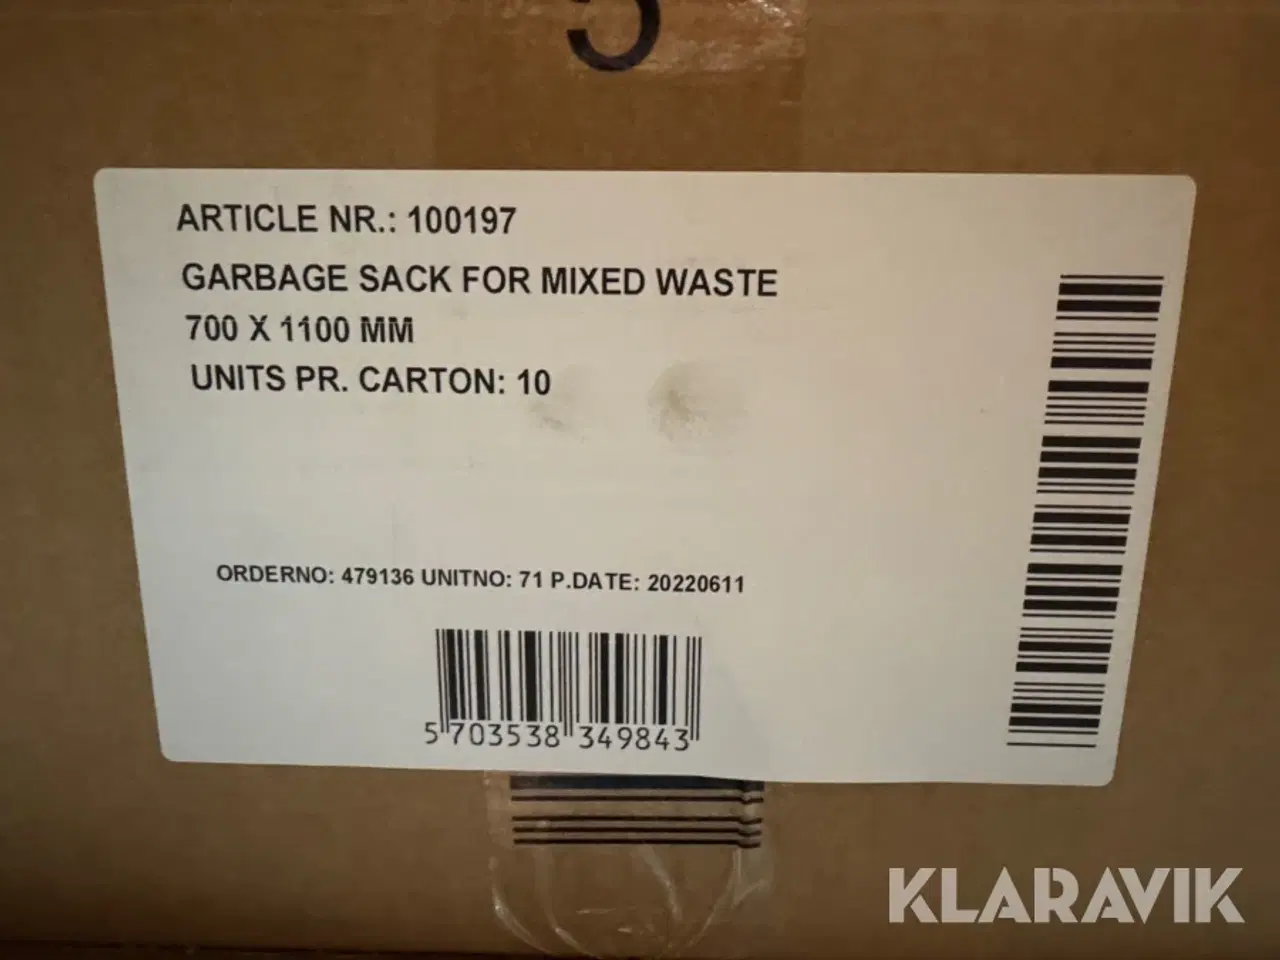 ARTICLE NR.: 100197
GARBAGE SACK FOR MIXED WASTE
700 X 1100 MM
UNITS PR. CARTON: 10
ORDERNO: 479136 UNITNO: 71 P.DATE: 20220611
5 703538 349843
KLARAVIK